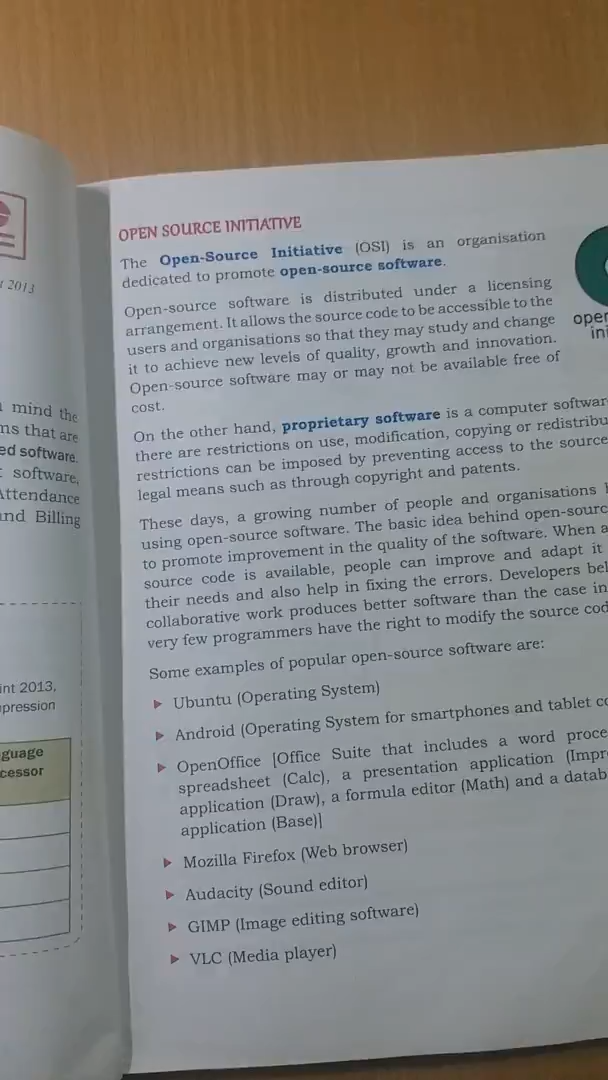 t 2013
mind the
ns that are
ed software.
software,
Attendance
and Billing
int 2013,
pression
guage
cessor
OPEN SOURCE INITIATIVE
The Open-Source Initiative (OSI) is an organisation
dedicated to promote open-source software.
Open-source software is distributed under a licensing
arrangement. It allows the source code to be accessible to the
users and organisations so that they may study and change
it to achieve new levels of quality, growth and innovation.
Open-source software may or may not be available free of
cost.
open
ini
On the other hand, proprietary software is a computer softwar
there are restrictions on use, modification, copying or redistribu
restrictions can be imposed by preventing access to the source
legal means such as through copyright and patents.
These days, a growing number of people and organisations
using open-source software. The basic idea behind open-sourc
to promote improvement in the quality of the software. When a
source code is available, people can improve and adapt it
their needs and also help in fixing the errors. Developers bel
collaborative work produces better software than the case in
very few programmers have the right to modify the source cod
Some examples of popular open-source software are:
Ubuntu (Operating System)
Android (Operating System for smartphones and tablet co
OpenOffice [Office Suite that includes a word proce
spreadsheet (Calc), a presentation application (Impr
application (Draw), a formula editor (Math) and a datab
application (Base)]
Mozilla Firefox (Web browser)
Audacity (Sound editor)
GIMP (Image editing software)
VLC (Media player)